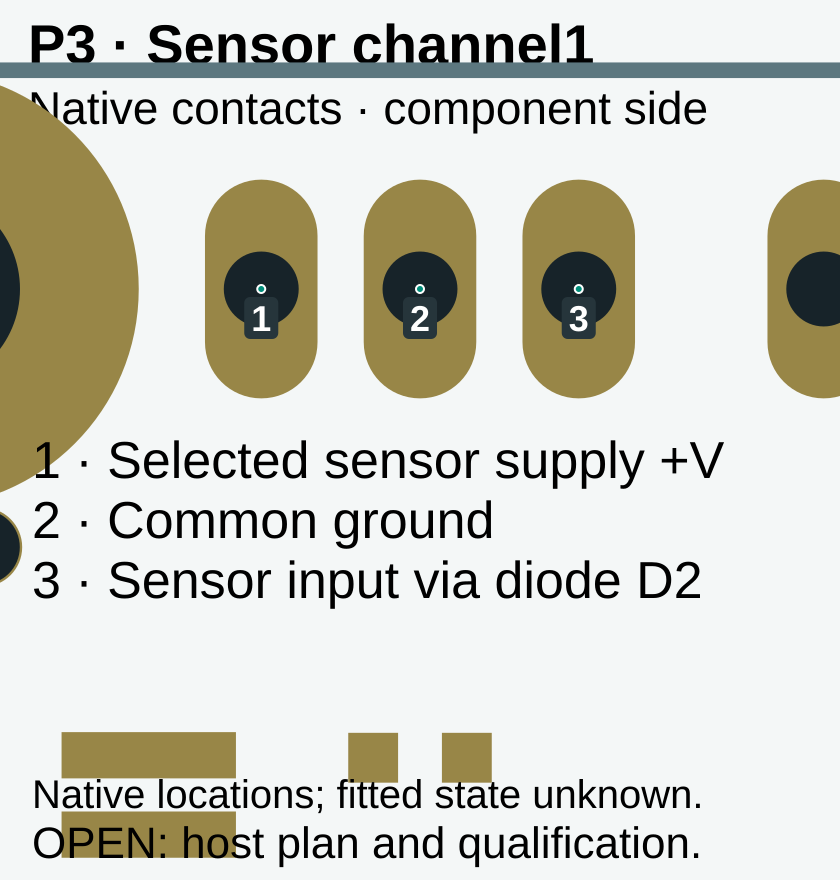 P3 · Sensor channel1
Native contacts · component side
1 2 3
1 · Selected sensor supply +V
2 · Common ground
3 · Sensor input via diode D2
Native locations; fitted state unknown.
OPEN: host plan and qualification.